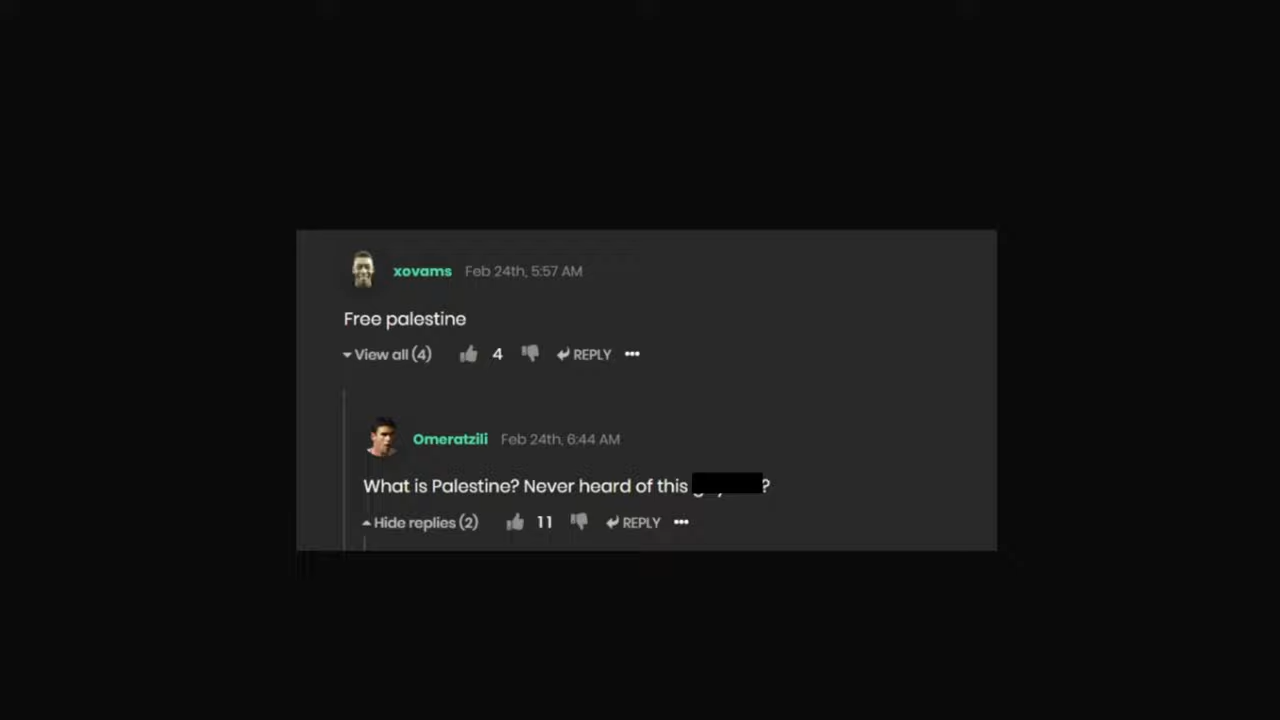 xovams Feb 24th, 5:57 AM
Free palestine
View all (4) 4 REPLY •••
Omeratzili Feb 24th, 6:44 AM
What is Palestine? Never heard of this ?
Hide replies (2) 11 REPLY •••